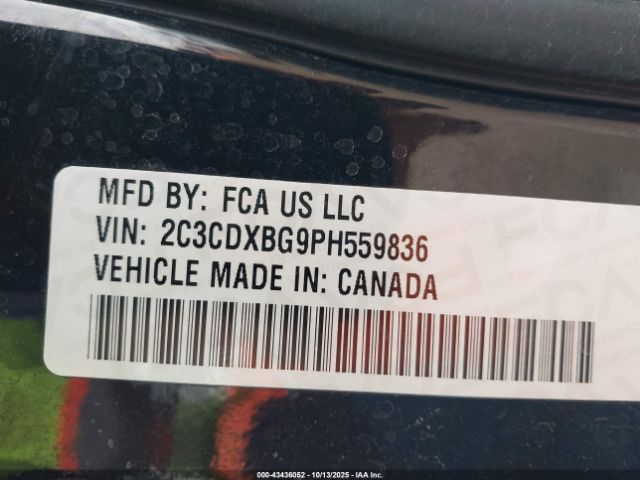 MFD BY: FCA US LLC
VIN: 2C3CDXBG9PH559836
VEHICLE MADE IN: CANADA
000-43436052 - 10/13/2025 - IAA Inc.